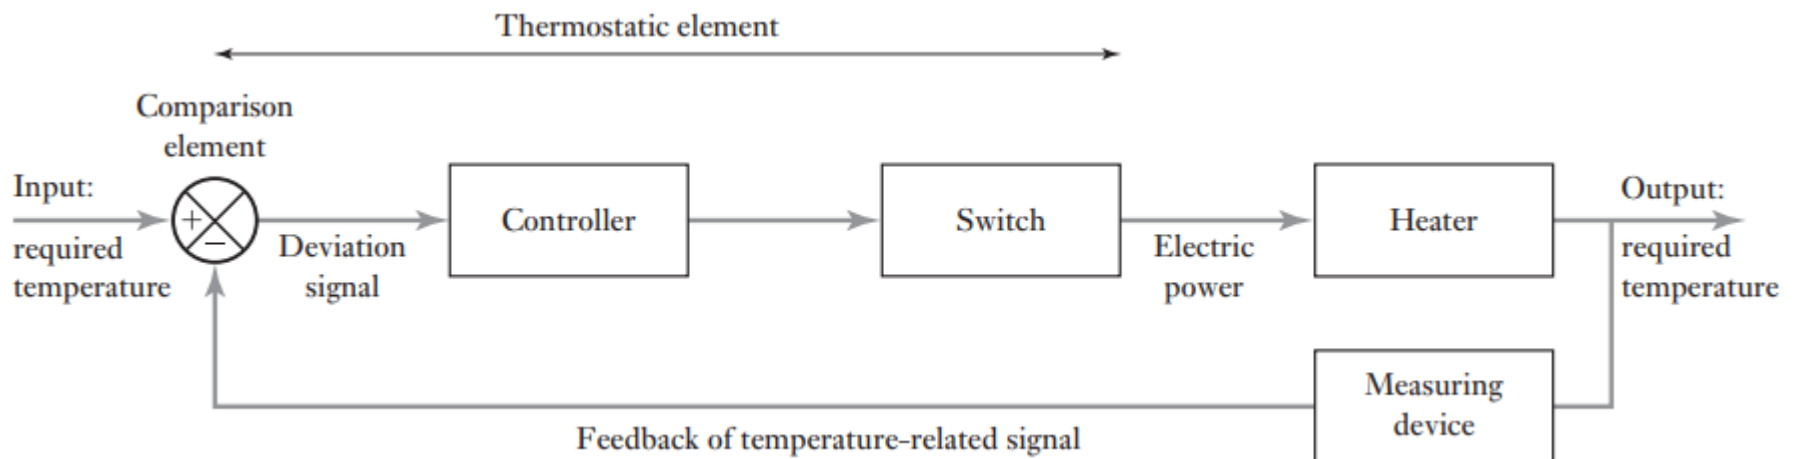 Thermostatic element
Comparison
element
Input:
required
temperature
+
−
Deviation
signal
Controller
Switch
Electric
power
Heater
Output:
required
temperature
Measuring
device
Feedback of temperature-related signal